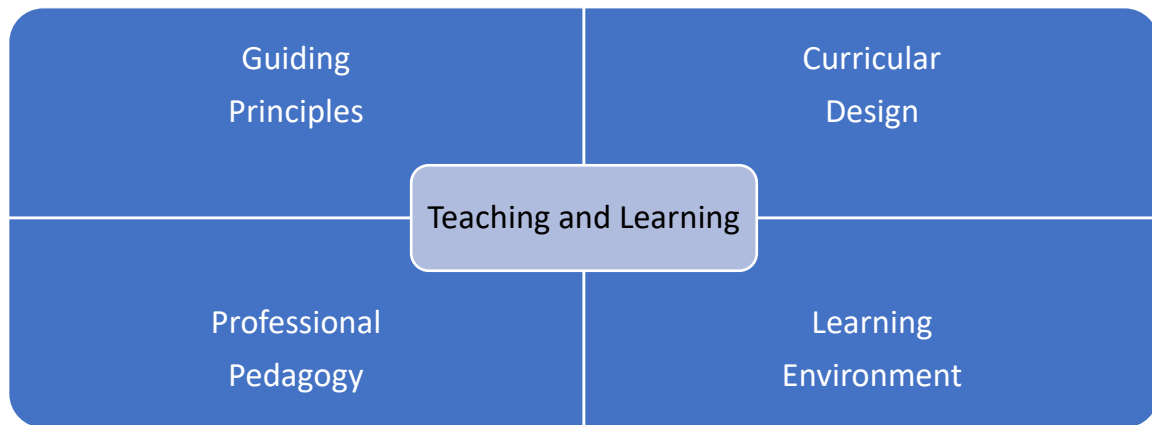 Guiding
Principles
Curricular
Design
Teaching and Learning
Professional
Pedagogy
Learning
Environment